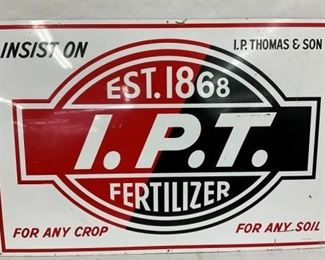 INSIST ON
I.P. THOMAS & SON
EST. 1868
I.P.T.
FERTILIZER
FOR ANY CROP
FOR ANY SOIL